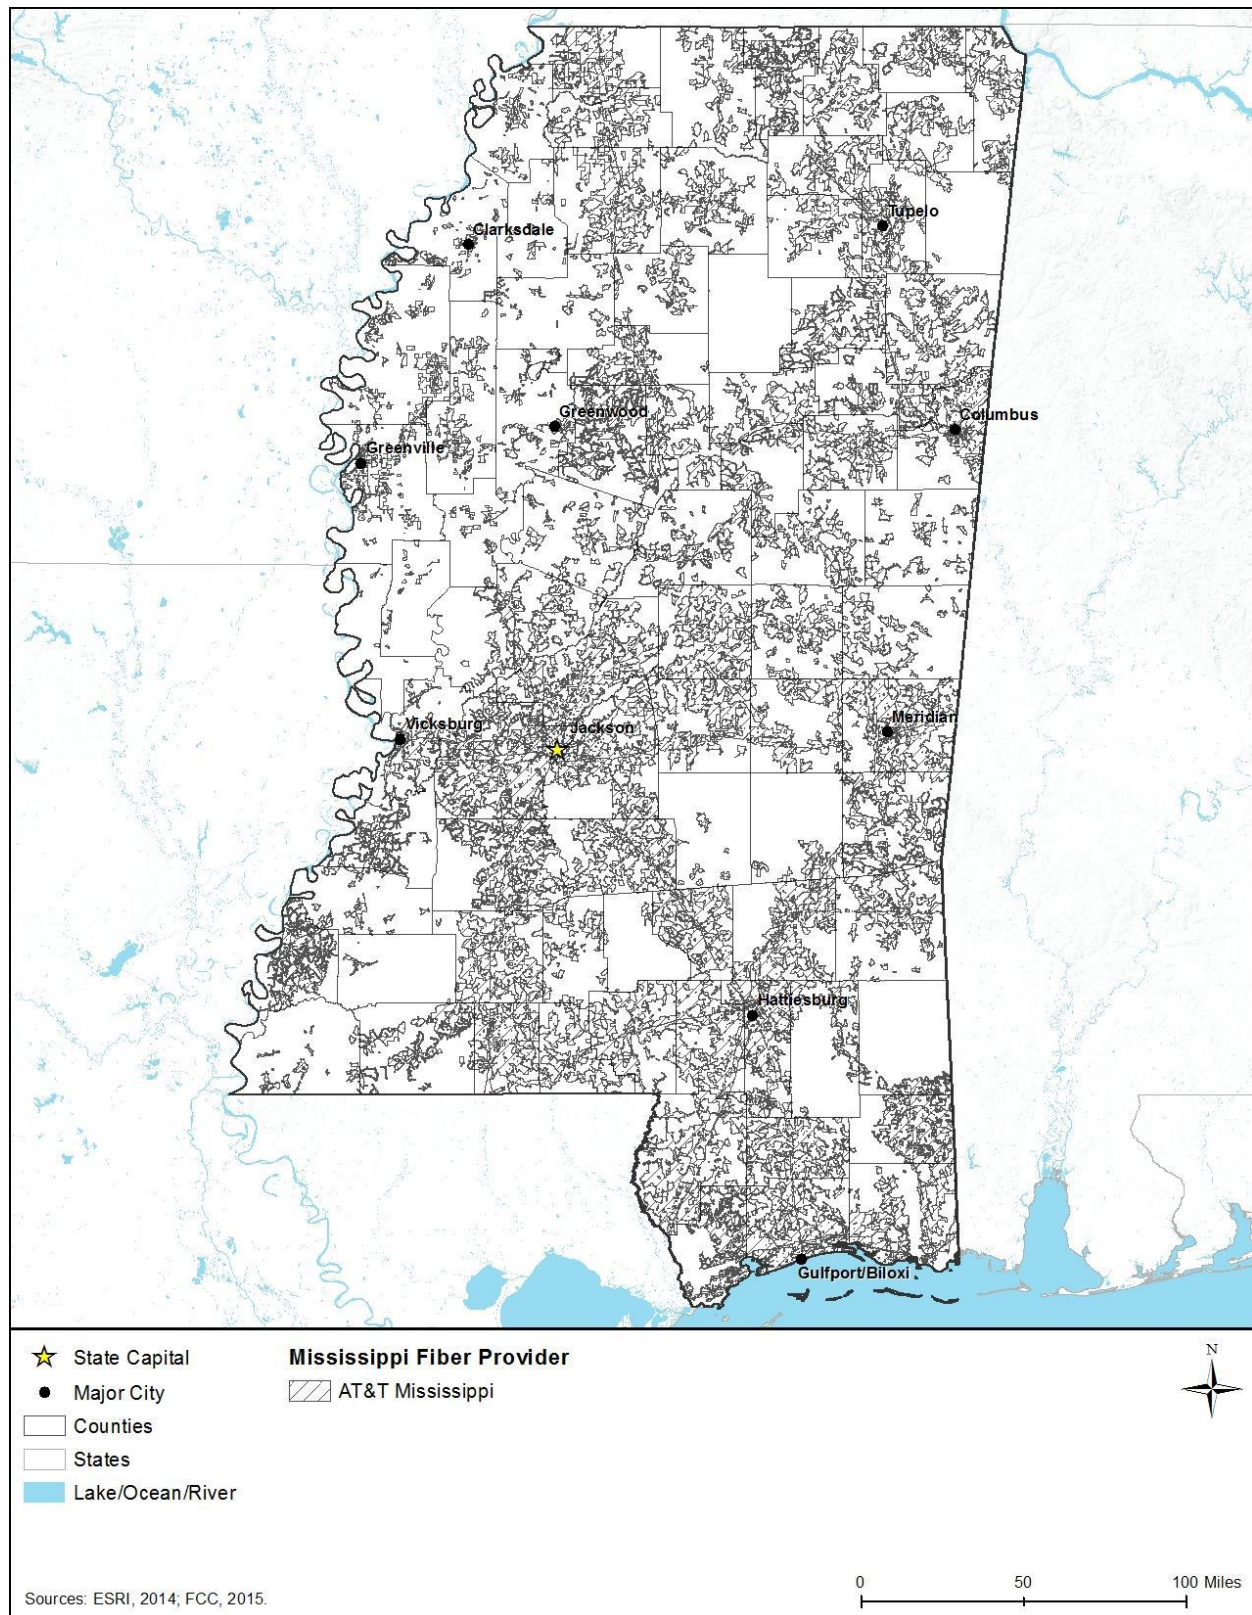 Tupelo
Clarksdale
Greenwood
Columbus
Greenville
Vicksburg
Jackson
Meridian
Hattiesburg
Gulfport/Biloxi
State Capital
Mississippi Fiber Provider
Major City
AT&T Mississippi
Counties
States
Lake/Ocean/River
N
Sources: ESRI, 2014; FCC, 2015.
0 50 100 Miles